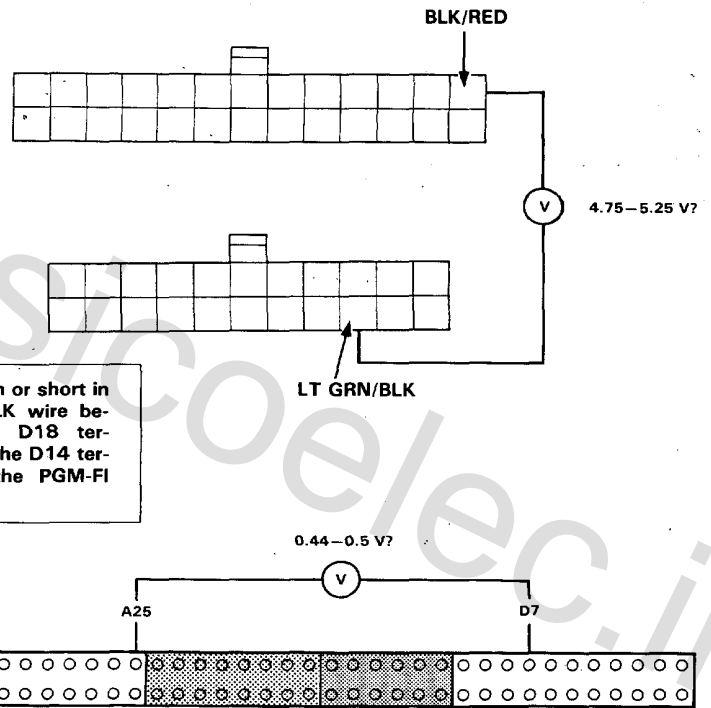 BLK/RED
V
4.75–5.25 V?
LT GRN/BLK
n or short in
K wire be-
D18 ter-
he D14 ter-
he PGM-FI
0.44–0.5 V?
V
A25
D7
sicoelec.i